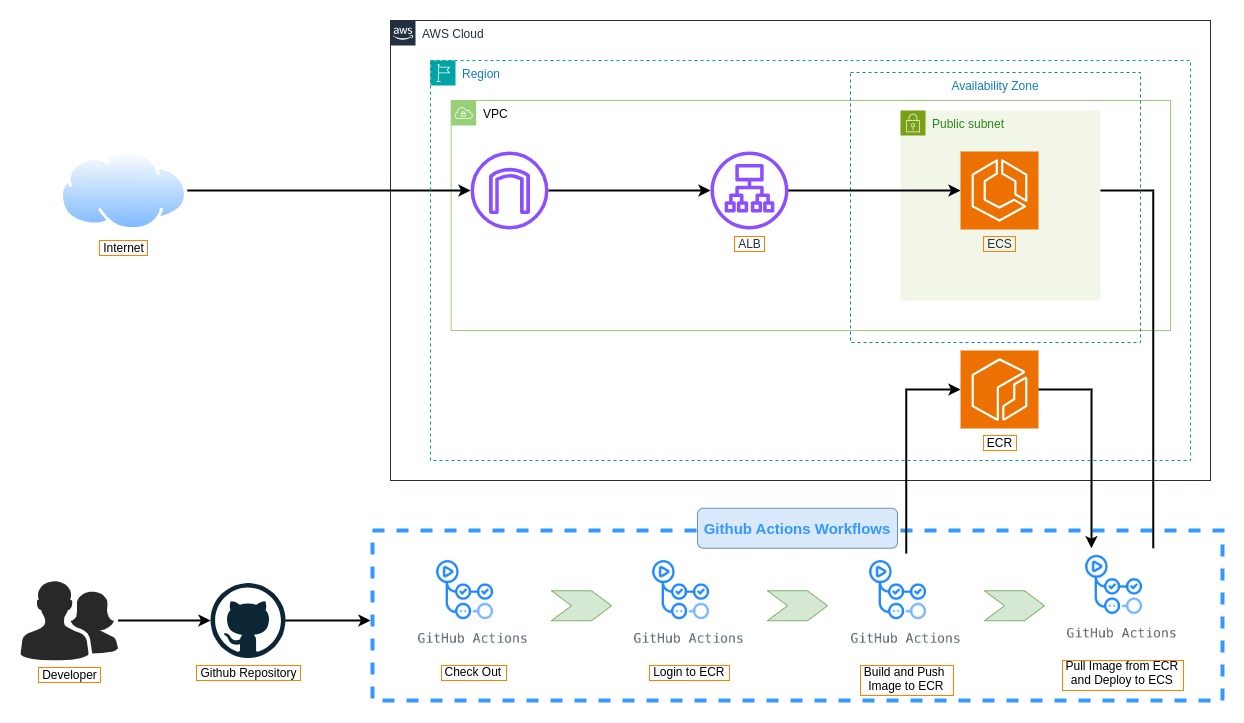 aws
AWS Cloud
Region
Availability Zone
VPC
Public subnet
Internet
ALB
ECS
ECR
Github Actions Workflows
GitHub Actions
GitHub Actions
GitHub Actions
GitHub Actions
Developer
Github Repository
Check Out
Login to ECR
Build and Push
Image to ECR
Pull Image from ECR
and Deploy to ECS